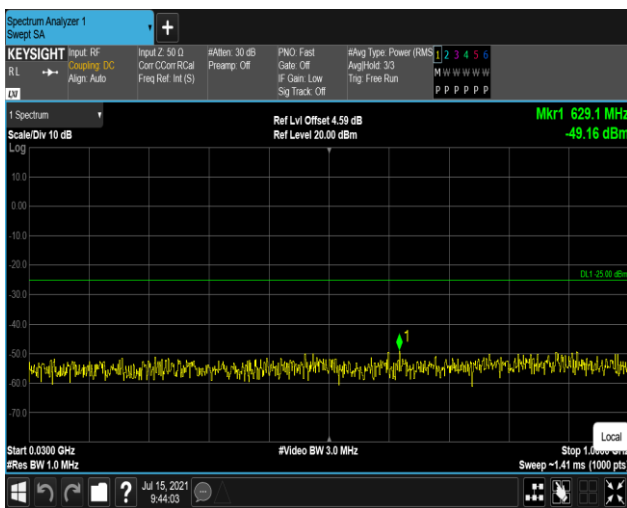 Spectrum Analyzer 1
Swept SA
+
KEYSIGHT Input: RF Input Z: 50 Ω #Atten: 30 dB PNO: Fast #Avg Type: Power (RMS 1 2 3 4 5 6
RL Coupling: DC Corr CCorr RCal Preamp: Off Gate: Off Avg|Hold: 3/3 M W W W W W
Align: Auto Freq Ref: Int (S) IF Gain: Low Trig: Free Run
LXI Sig Track: Off P P P P P P
1 Spectrum Ref Lvl Offset 4.59 dB Mkr1 629.1 MHz
Scale/Div 10 dB Ref Level 20.00 dBm -49.16 dBm
Log
10.0
0.00
-10.0
-20.0
DL1 -25.00 dBm
-30.0
-40.0
1
-50.0
-60.0
-70.0
Local
Start 0.0300 GHz #Video BW 3.0 MHz Stop
#Res BW 1.0 MHz Sweep ~1.41 ms (1000 pts)
? Jul 15, 2021
9:44:03